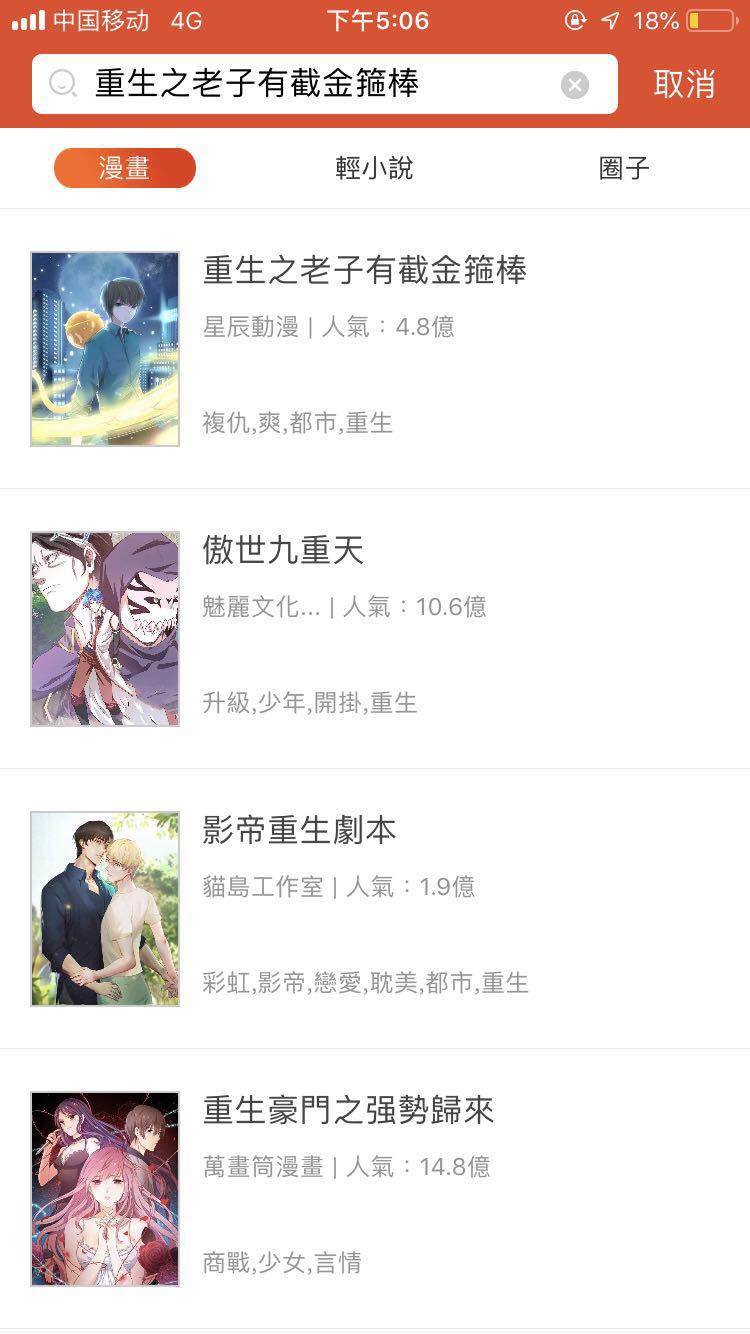 中国移动 4G 下午5:06 18%
重生之老子有截金箍棒 取消
漫畫 輕小說 圈子
重生之老子有截金箍棒
星辰動漫 | 人氣：4.8億
複仇,爽,都市,重生
傲世九重天
魅麗文化... | 人氣：10.6億
升級,少年,開掛,重生
影帝重生劇本
貓島工作室 | 人氣：1.9億
彩虹,影帝,戀愛,耽美,都市,重生
重生豪門之强勢歸來
萬畫筒漫畫 | 人氣：14.8億
商戰,少女,言情